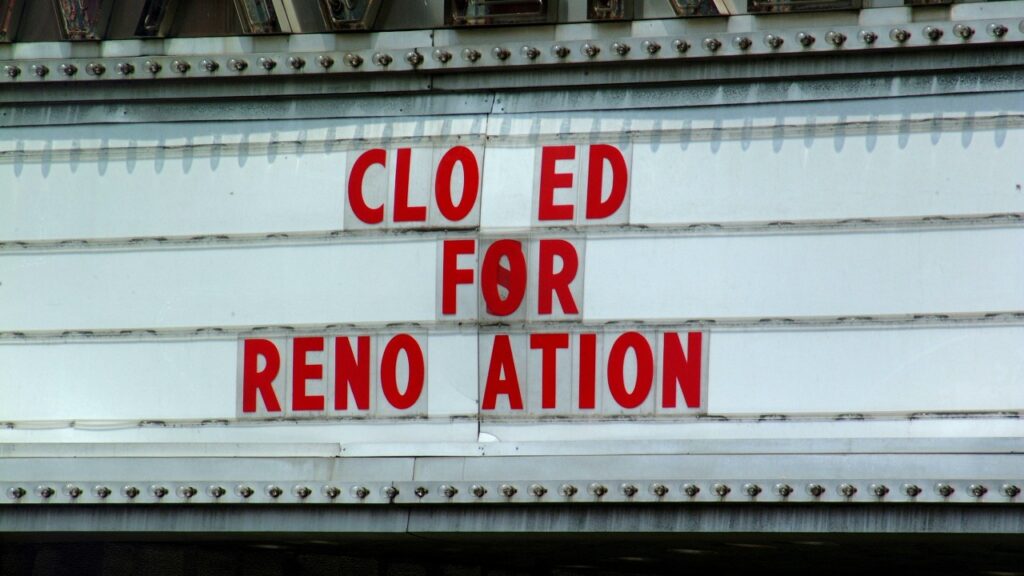 CLO ED
FOR
RENO ATION